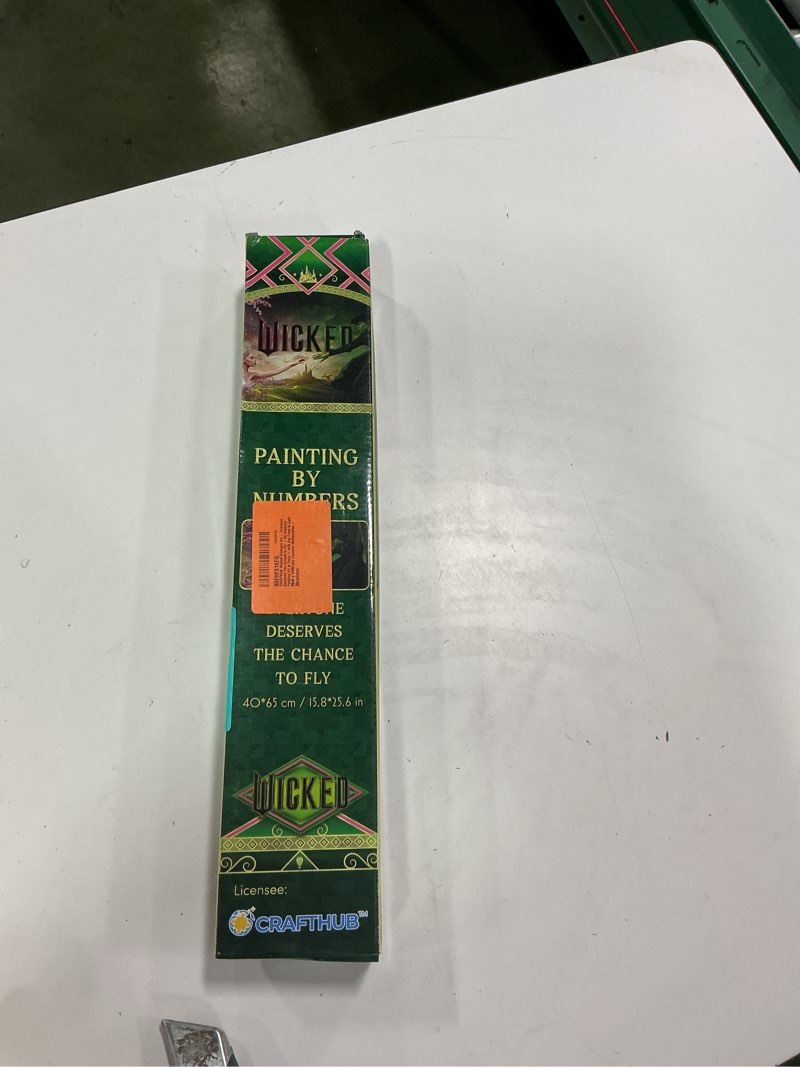 WICKED
PAINTING
BY
NUMBERS
DESERVES
THE CHANCE
TO FLY
40*65 cm / 15.8*25.6 in
WICKED
Licensee:
CRAFTHUB™